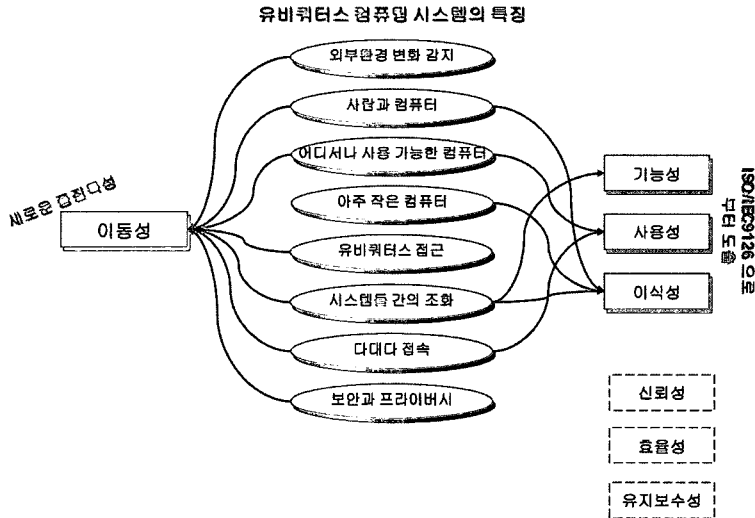 유비쿼터스 컴퓨팅 시스템의 특징
외부환경 변화 감지
사람과 컴퓨터
어디서나 사용 가능한 컴퓨터
아주 작은 컴퓨터
유비쿼터스 접근
시스템들 간의 조화
다대다 접속
보안과 프라이버시
새로운
이동성
기능성
사용성
이식성
ISO/IEC9126 으로
부터 도출
신뢰성
효율성
유지보수성